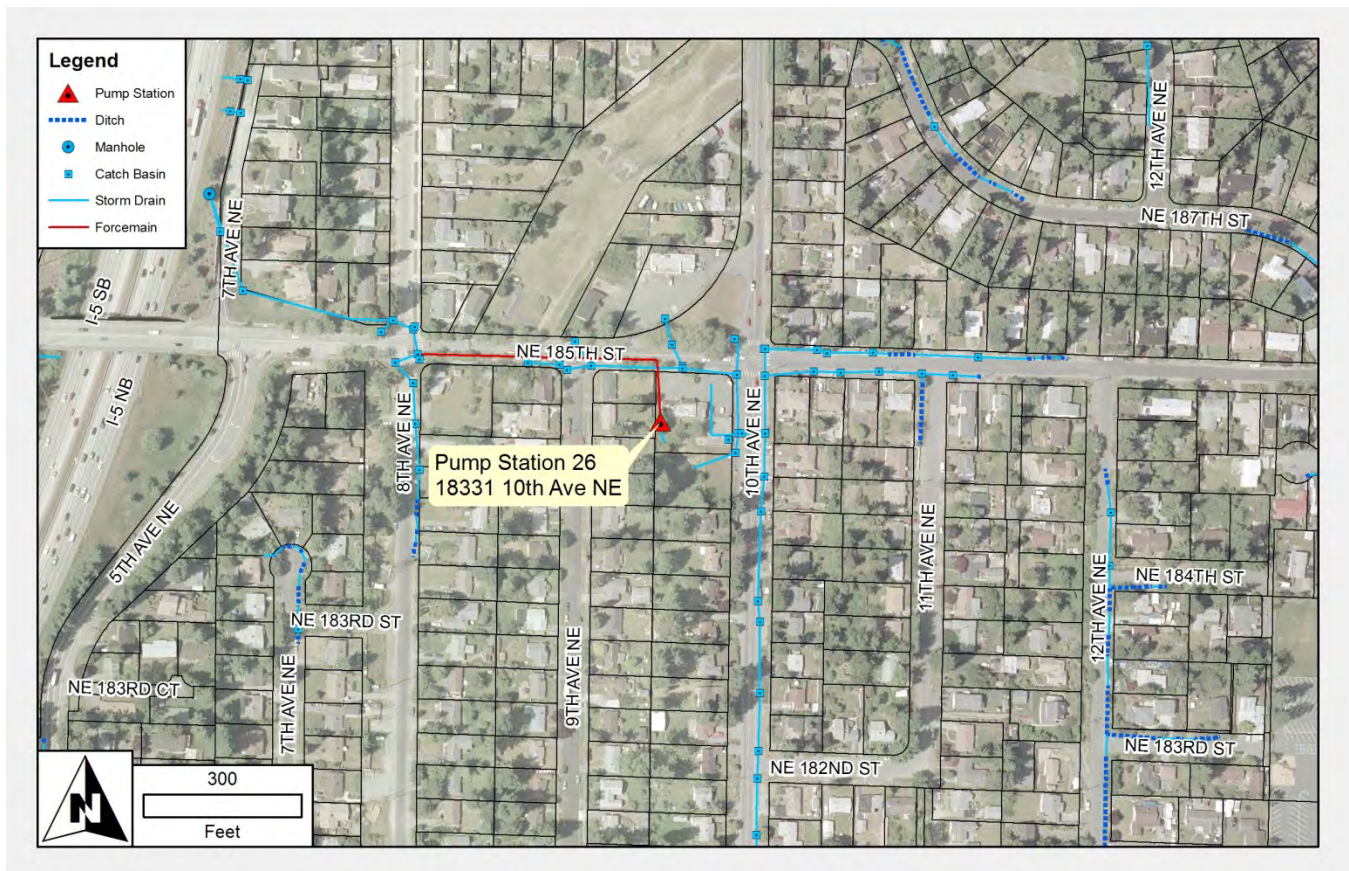 Legend
Pump Station
Ditch
Manhole
Catch Basin
Storm Drain
Forcemain
7TH AVE NE
I-5 SB
I-5 NB
12TH AVE NE
NE 187TH ST
NE 185TH ST
8TH AVE NE
10TH AVE NE
Pump Station 26
18331 10th Ave NE
5TH AVE NE
11TH AVE NE
NE 184TH ST
12TH AVE NE
NE 183RD ST
NE 183RD CT
7TH AVE NE
9TH AVE NE
NE 183RD ST
NE 182ND ST
N
300
Feet